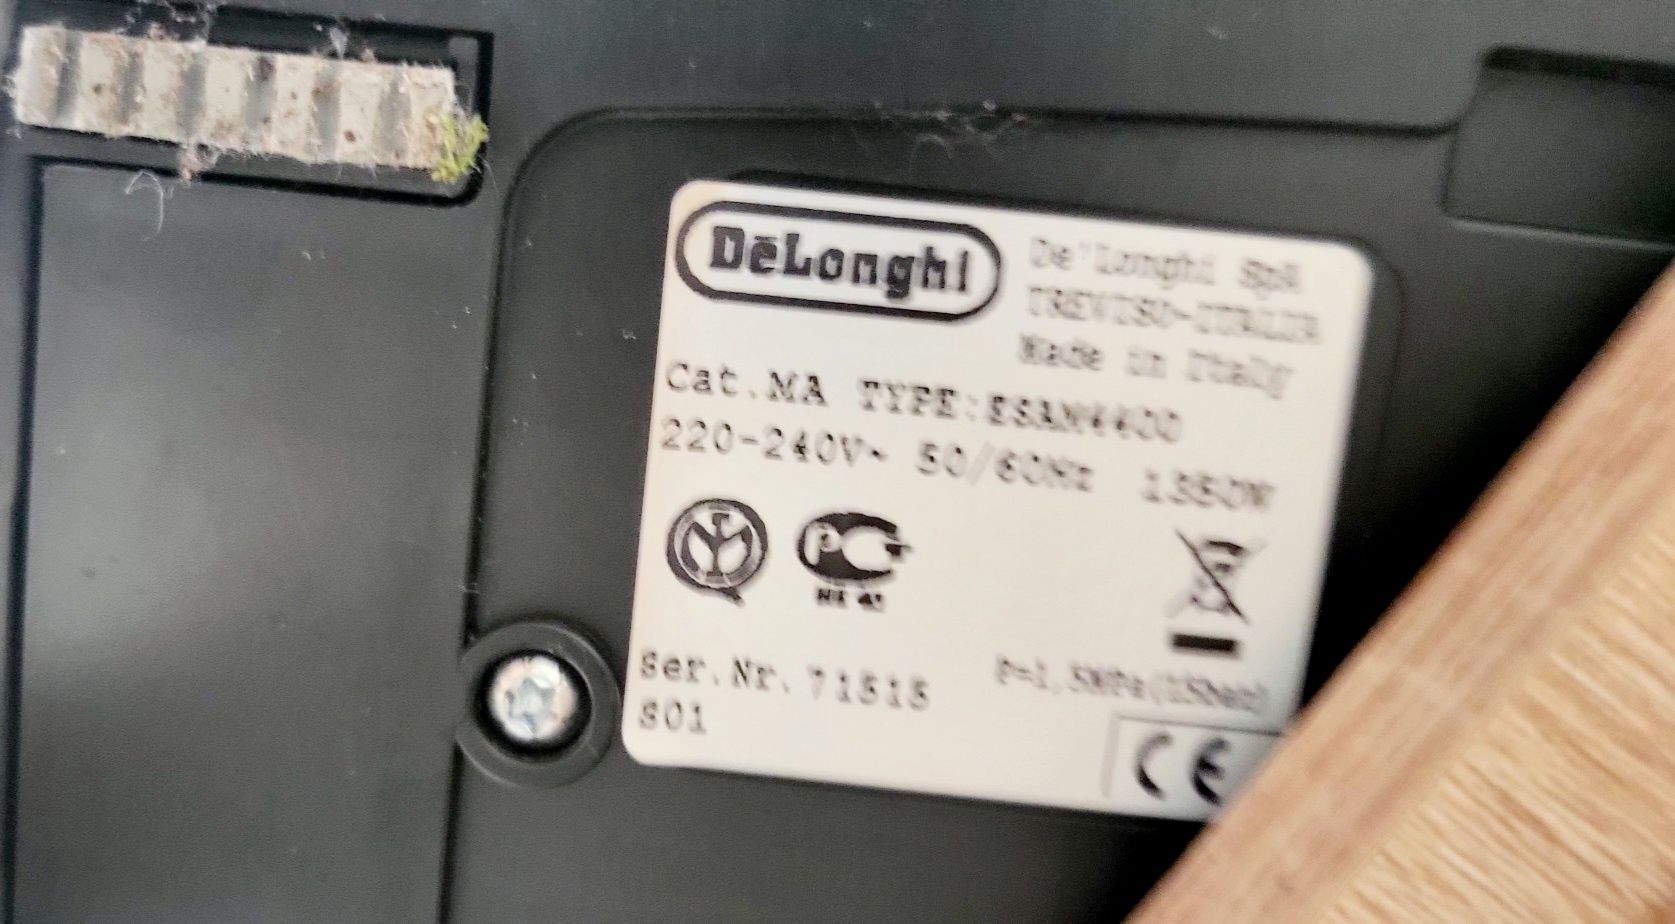 DēLonghi
De'Longhi SpA
TREVISO-ITALIA
Made in Italy
Cat.MA TYPE:ESAM4400
220-240V~ 50/60Hz 1350W
Ser.Nr. 71515
S01
P=1,5MPa(15bar)
CE